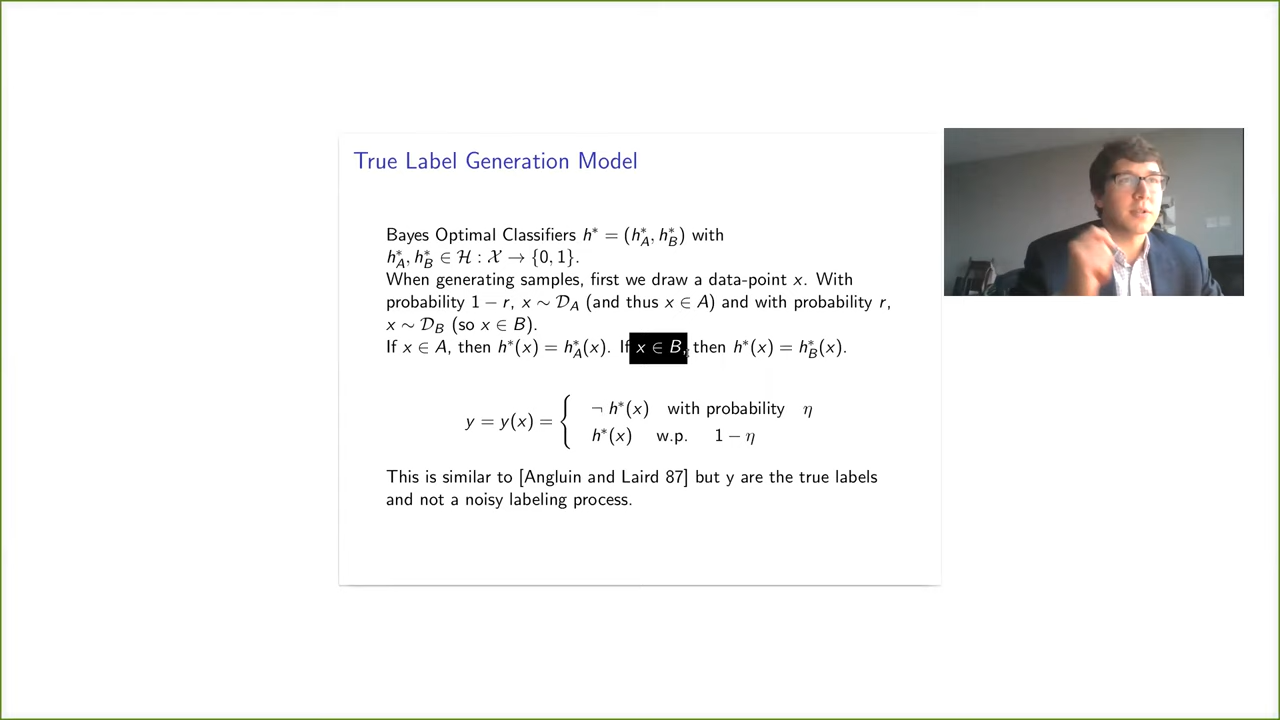 True Label Generation Model
Bayes Optimal Classifiers h* = (h*_A, h*_B) with
h*_A, h*_B ∈ ℋ : 𝒳 → {0, 1}.
When generating samples, first we draw a data-point x. With
probability 1 − r, x ∼ 𝒟_A (and thus x ∈ A) and with probability r,
x ∼ 𝒟_B (so x ∈ B).
If x ∈ A, then h*(x) = h*_A(x). If x ∈ B, then h*(x) = h*_B(x).
y = y(x) = { ¬ h*(x) with probability η
h*(x) w.p. 1 − η
This is similar to [Angluin and Laird 87] but y are the true labels
and not a noisy labeling process.